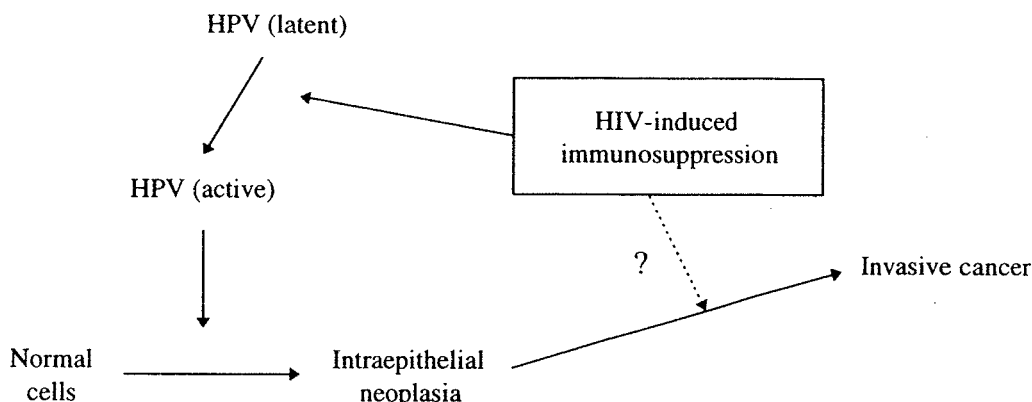 HPV (latent)
HIV-induced
immunosuppression
HPV (active)
?
Invasive cancer
Normal
cells
Intraepithelial
neoplasia